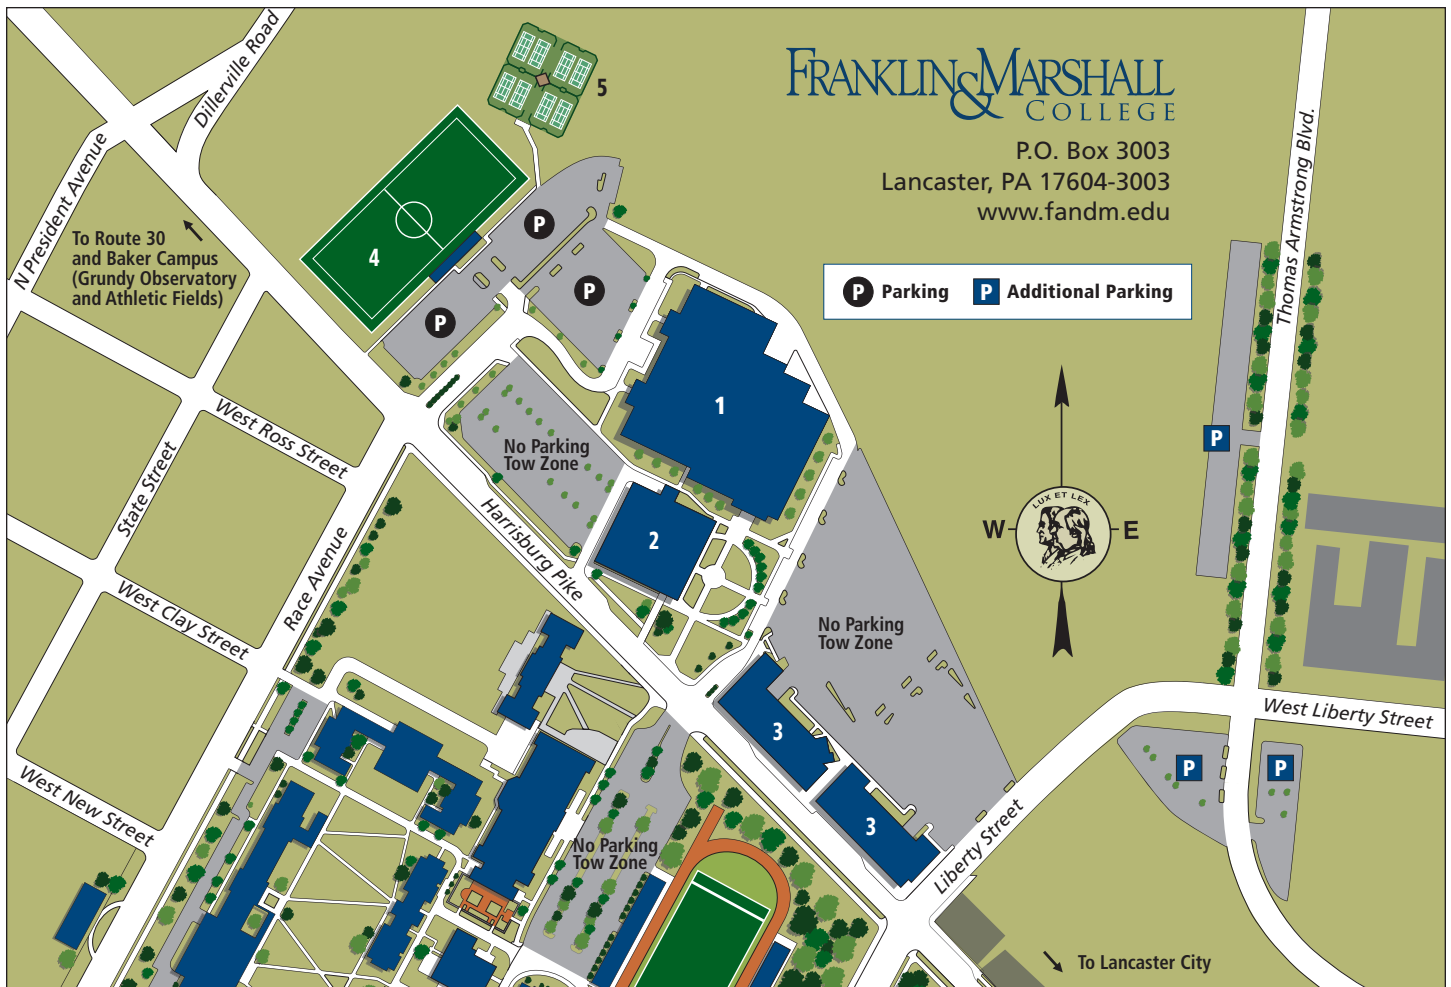 FRANKLIN & MARSHALL
COLLEGE
P.O. Box 3003
Lancaster, PA 17604-3003
www.fandm.edu
P Parking P Additional Parking
Dillerville Road
N President Avenue
To Route 30
and Baker Campus
(Grundy Observatory
and Athletic Fields)
5
4
P
P
P
1
2
3
3
No Parking
Tow Zone
West Ross Street
State Street
Race Avenue
Harrisburg Pike
West Clay Street
West New Street
No Parking
Tow Zone
No Parking
Tow Zone
Thomas Armstrong Blvd.
P
LUX ET LEX
W
E
West Liberty Street
Liberty Street
P
P
To Lancaster City